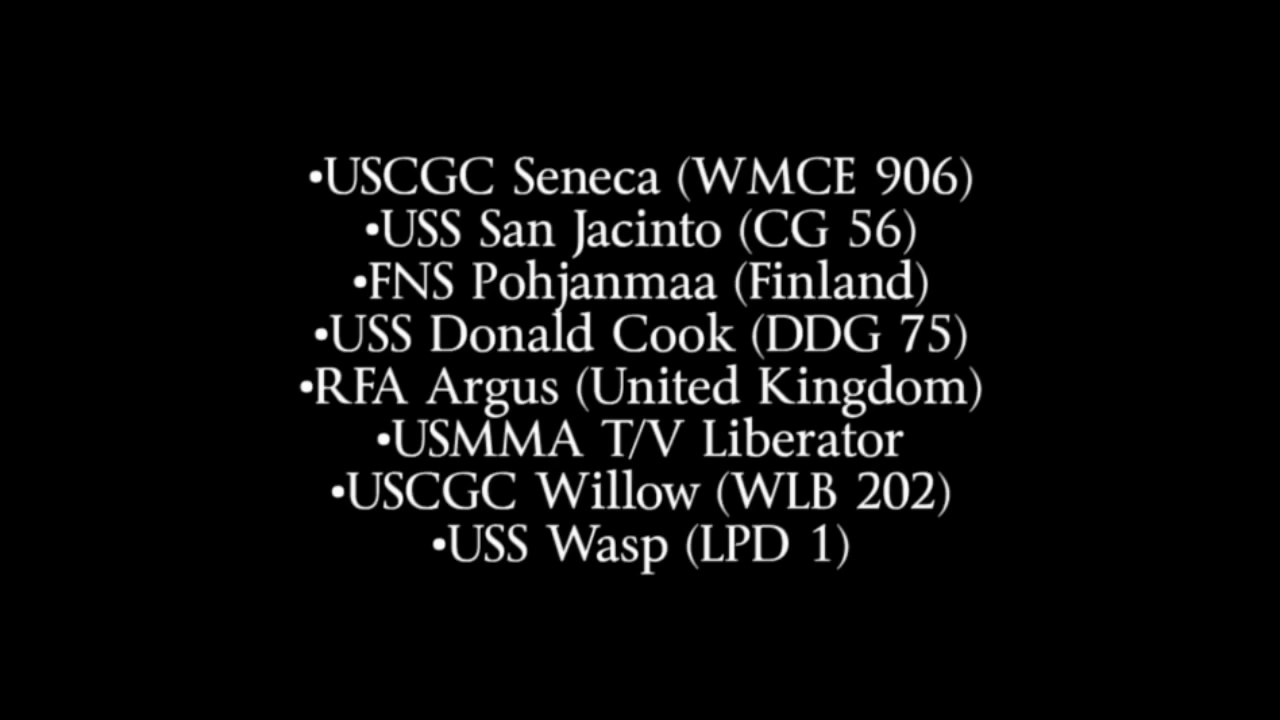 •USCGC Seneca (WMCE 906)
•USS San Jacinto (CG 56)
•FNS Pohjanmaa (Finland)
•USS Donald Cook (DDG 75)
•RFA Argus (United Kingdom)
•USMMA T/V Liberator
•USCGC Willow (WLB 202)
•USS Wasp (LPD 1)